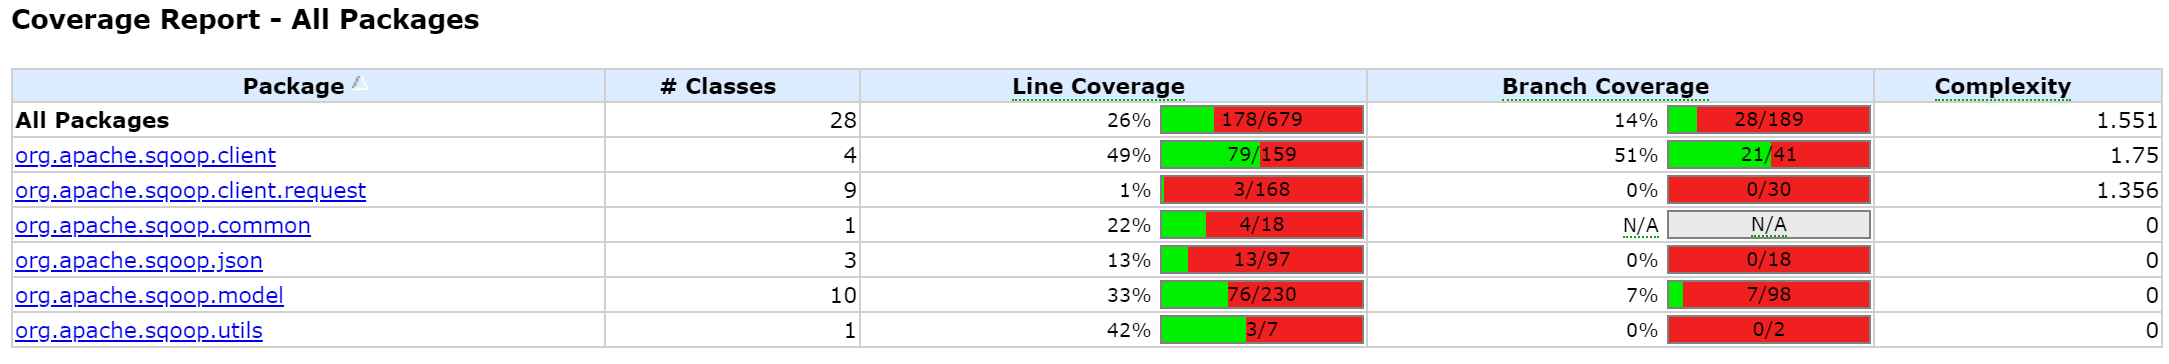 Coverage Report - All Packages
Package # Classes Line Coverage Branch Coverage Complexity
All Packages 28 26% 178/679 14% 28/189 1.551
org.apache.sqoop.client 4 49% 79/159 51% 21/41 1.75
org.apache.sqoop.client.request 9 1% 3/168 0% 0/30 1.356
org.apache.sqoop.common 1 22% 4/18 N/A N/A 0
org.apache.sqoop.json 3 13% 13/97 0% 0/18 0
org.apache.sqoop.model 10 33% 76/230 7% 7/98 0
org.apache.sqoop.utils 1 42% 3/7 0% 0/2 0